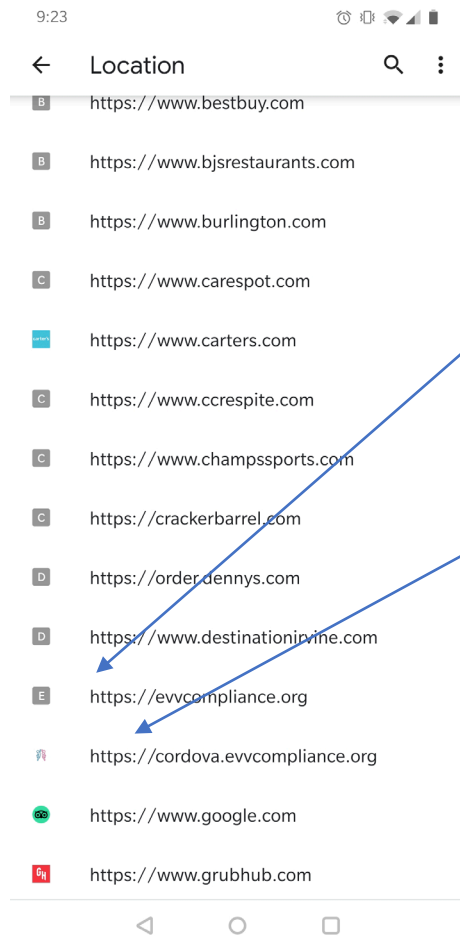 9:23
Location
B https://www.bestbuy.com
B https://www.bjsrestaurants.com
B https://www.burlington.com
C https://www.carespot.com
carter's https://www.carters.com
C https://www.ccrespite.com
C https://www.champssports.com
C https://crackerbarrel.com
D https://order.dennys.com
D https://www.destinationirvine.com
E https://evvcompliance.org
https://cordova.evvcompliance.org
https://www.google.com
GH https://www.grubhub.com